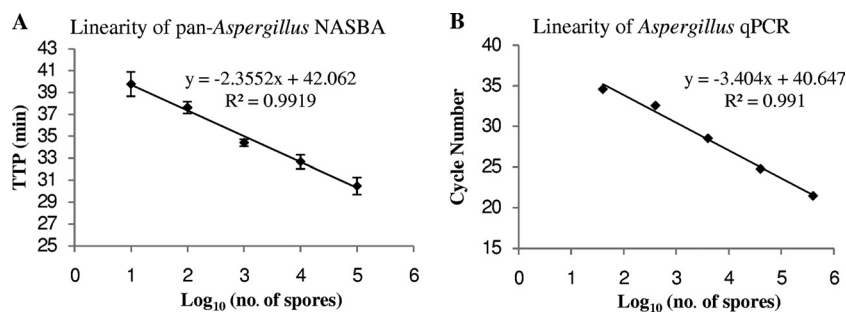 A
Linearity of pan-Aspergillus NASBA
y = -2.3552x + 42.062
R² = 0.9919
TTP (min)
43
41
39
37
35
33
31
29
27
25
0 1 2 3 4 5 6
Log₁₀ (no. of spores)
B
Linearity of Aspergillus qPCR
y = -3.404x + 40.647
R² = 0.991
Cycle Number
40
35
30
25
20
15
0 1 2 3 4 5 6
Log₁₀ (no. of spores)